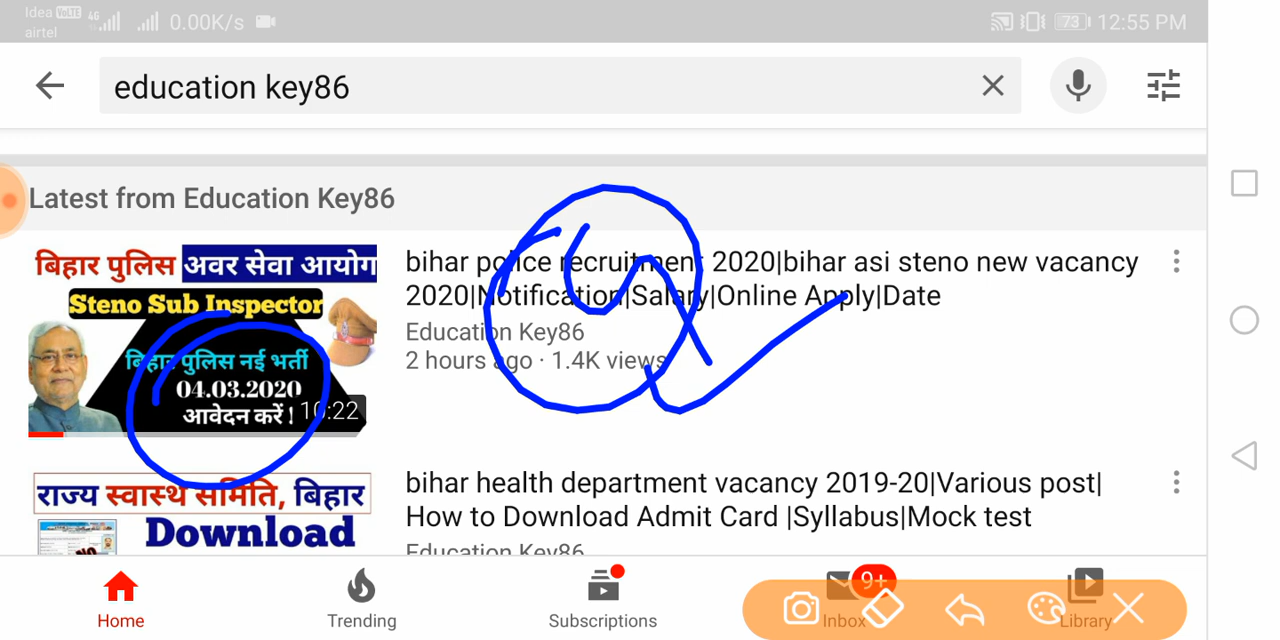 Idea VoLTE 4G 0.00K/s 73 12:55 PM
airtel
education key86
Latest from Education Key86
बिहार पुलिस अवर सेवा आयोग
Steno Sub Inspector
बिहार पुलिस नई भर्ती
04.03.2020
आवेदन करें !
10:22
bihar police recruitment 2020|bihar asi steno new vacancy
2020|Notification|Salary|Online Apply|Date
Education Key86
2 hours ago · 1.4K views
राज्य स्वास्थ समिति, बिहार
Download
bihar health department vacancy 2019-20|Various post|
How to Download Admit Card |Syllabus|Mock test
Education Key86
Home
Trending
Subscriptions
9+
Inbox
Library